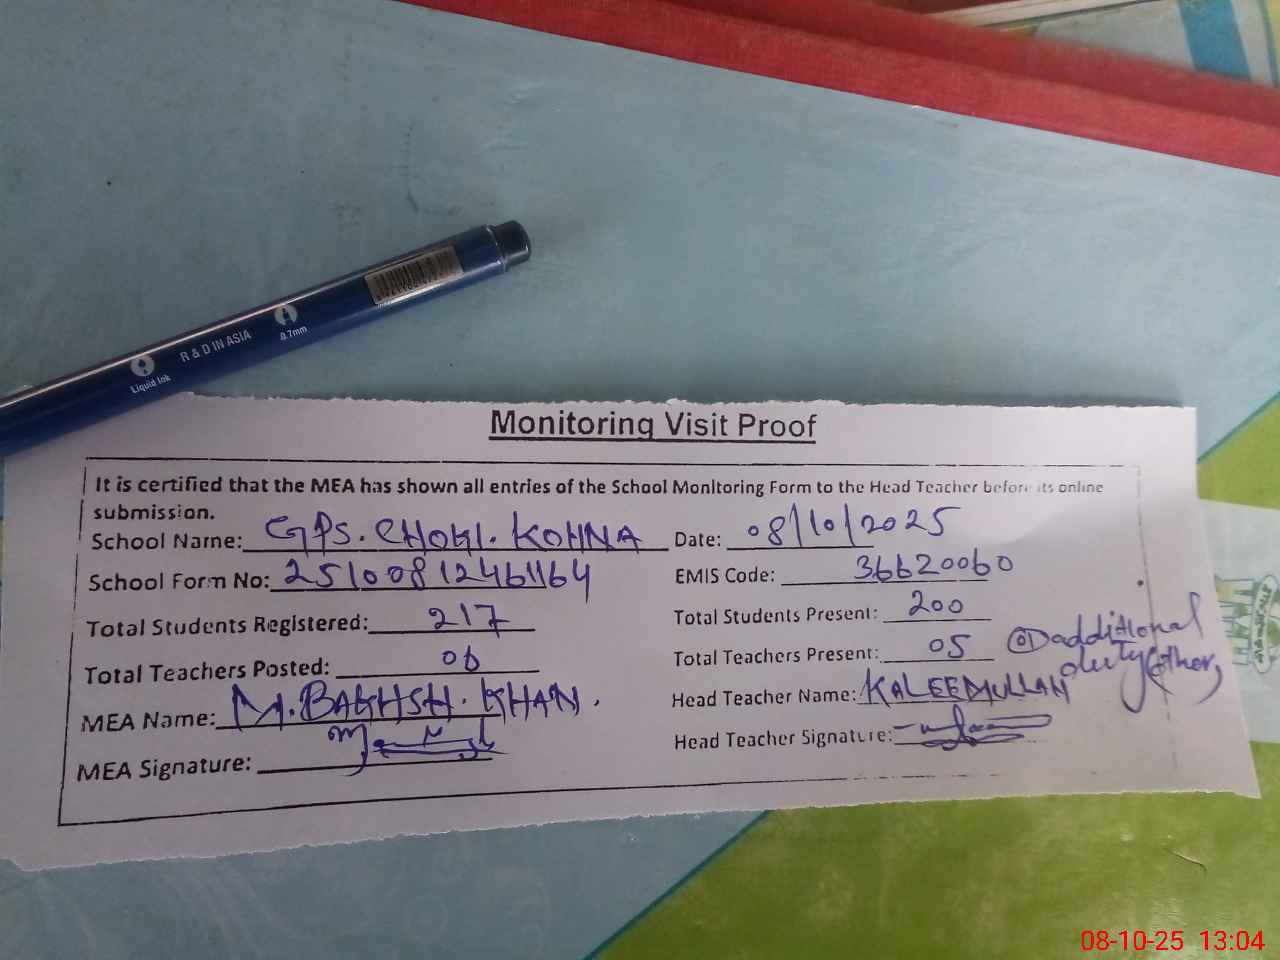 R & D IN ASIA
0.7mm
Liquid Ink
Monitoring Visit Proof
It is certified that the MEA has shown all entries of the School Monitoring Form to the Head Teacher before its online
submission.
School Name: GPS. CHOKI. KOHNA Date: 08/10/2025
School Form No: 2510081246164 EMIS Code: 36620060
Total Students Registered: 217 Total Students Present: 200
Total Teachers Posted: 06 Total Teachers Present: 05 01 additional
duty (other)
MEA Name: M. BAKHSH. KHAN. Head Teacher Name: KALEEMULLAH
MEA Signature: Head Teacher Signature:
08-10-25 13:04